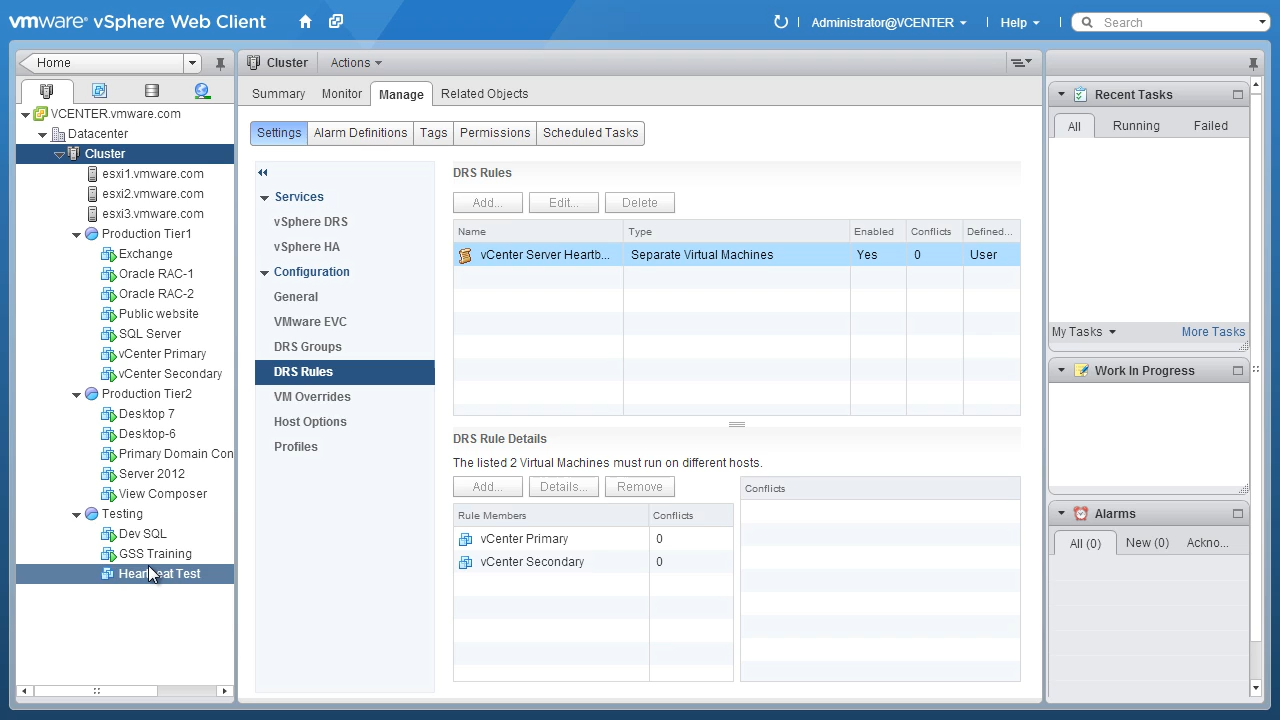 vmware vSphere Web Client
Administrator@VCENTER
Help
Search
Home
VCENTER.vmware.com
Datacenter
Cluster
esxi1.vmware.com
esxi2.vmware.com
esxi3.vmware.com
Production Tier1
Exchange
Oracle RAC-1
Oracle RAC-2
Public website
SQL Server
vCenter Primary
vCenter Secondary
Production Tier2
Desktop 7
Desktop-6
Primary Domain Con
Server 2012
View Composer
Testing
Dev SQL
GSS Training
Heartbeat Test
Cluster Actions
Summary Monitor Manage Related Objects
Settings Alarm Definitions Tags Permissions Scheduled Tasks
Services
vSphere DRS
vSphere HA
Configuration
General
VMware EVC
DRS Groups
DRS Rules
VM Overrides
Host Options
Profiles
DRS Rules
Add... Edit... Delete
Name Type Enabled Conflicts Defined...
vCenter Server Heartb... Separate Virtual Machines Yes 0 User
DRS Rule Details
The listed 2 Virtual Machines must run on different hosts.
Add... Details... Remove
Rule Members Conflicts
vCenter Primary 0
vCenter Secondary 0
Conflicts
Recent Tasks
All Running Failed
My Tasks More Tasks
Work In Progress
Alarms
All (0) New (0) Ackno...